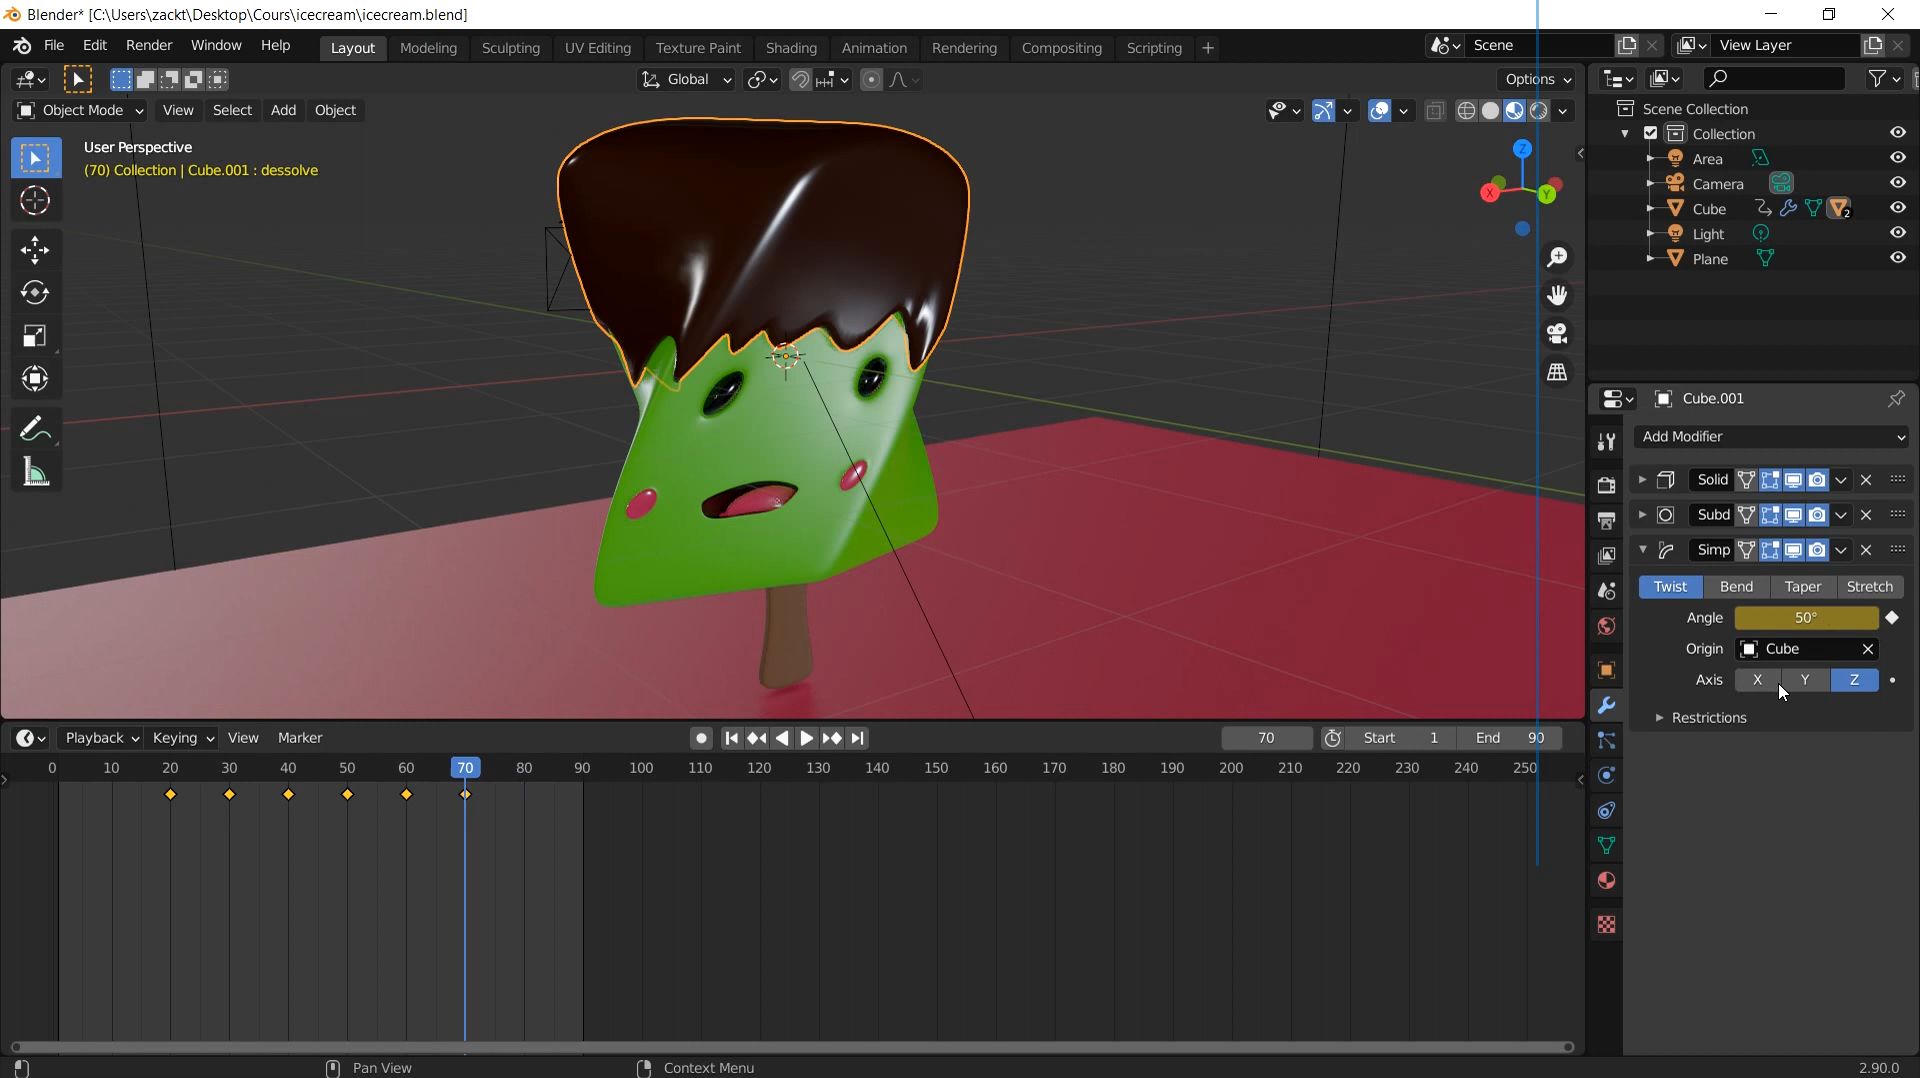 Blender* [C:\Users\zackt\Desktop\Cours\icecream\icecream.blend]
File Edit Render Window Help Layout Modeling Sculpting UV Editing Texture Paint Shading Animation Rendering Compositing Scripting + Scene View Layer
Global Options
Object Mode View Select Add Object
User Perspective
(70) Collection | Cube.001 : dessolve
Z
X
Y
Scene Collection
Collection
Area
Camera
Cube 2
Light
Plane
Cube.001
Add Modifier
Solid
Subd
Simp
Twist Bend Taper Stretch
Angle 50°
Origin Cube
Axis X Y Z
Restrictions
Playback Keying View Marker 70 Start 1 End 90
0 10 20 30 40 50 60 70 80 90 100 110 120 130 140 150 160 170 180 190 200 210 220 230 240 250
Pan View Context Menu 2.90.0